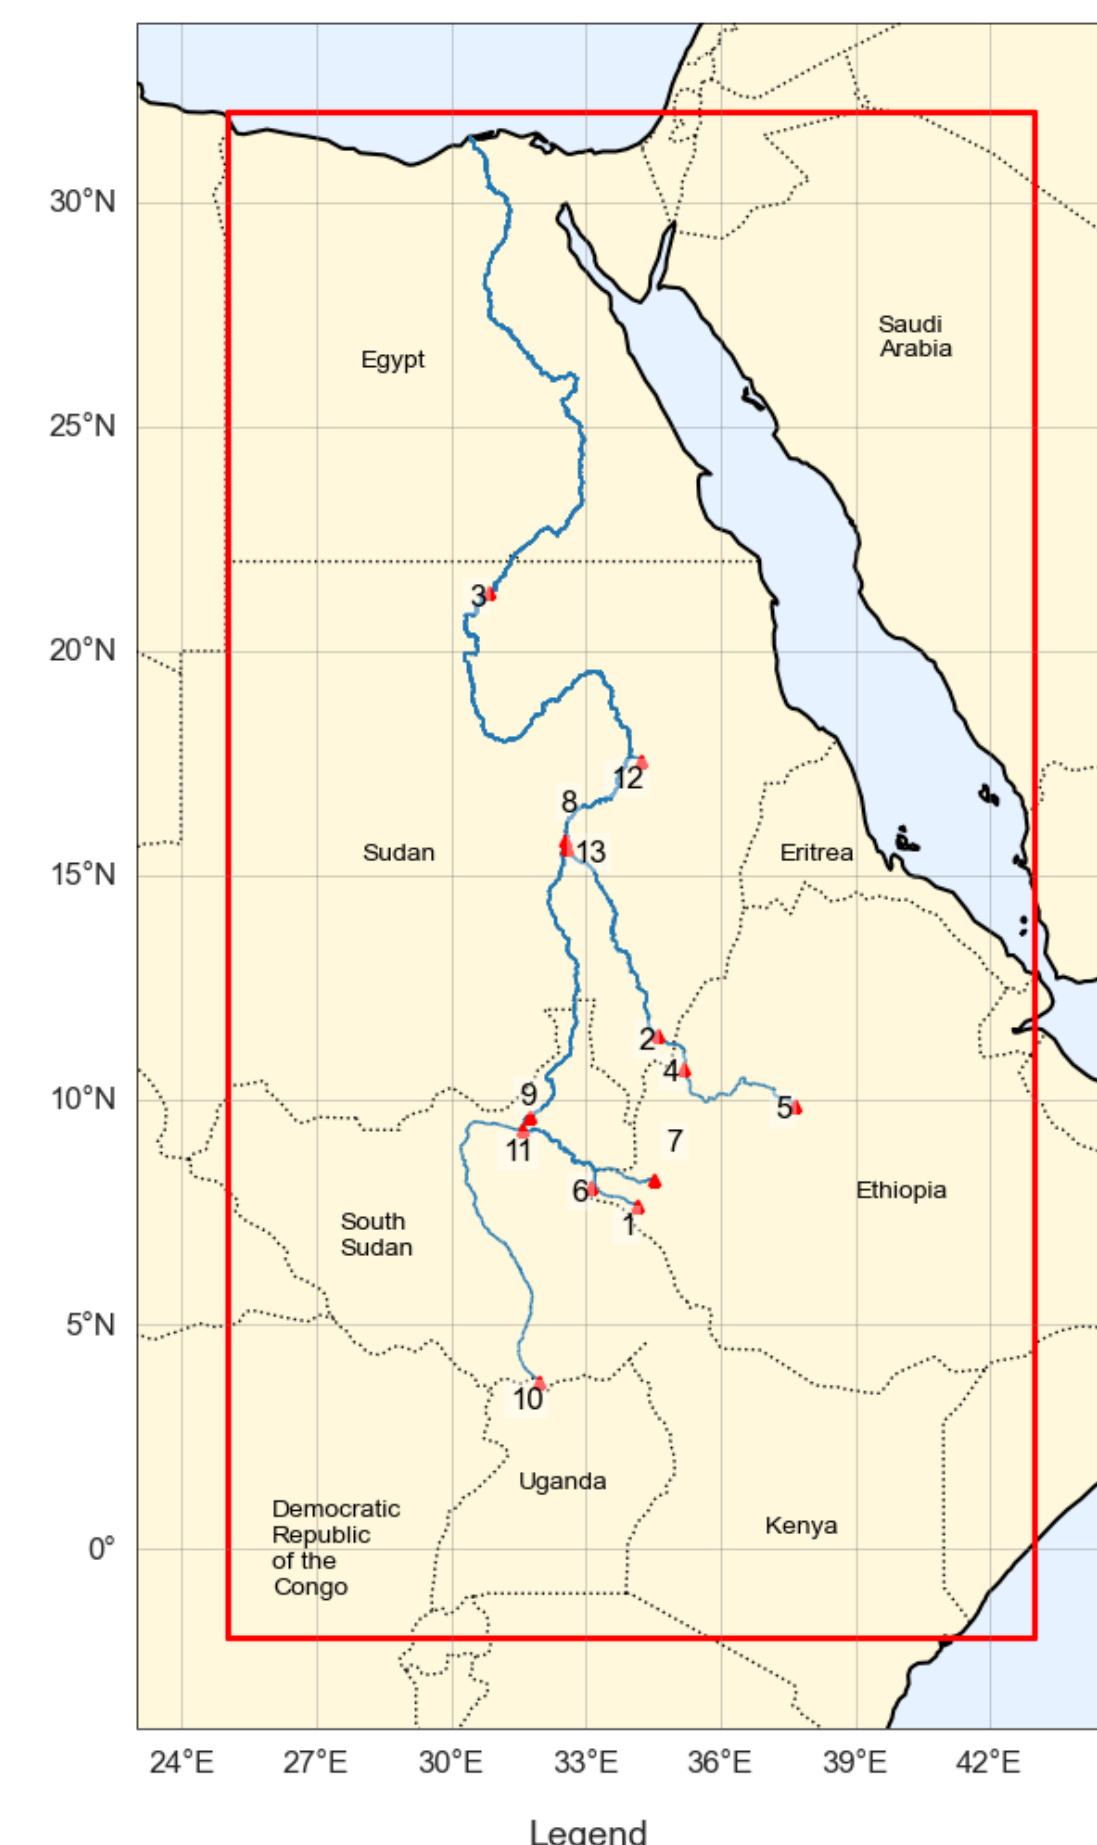 30°N
Saudi
Arabia
Egypt
25°N
3
20°N
12
8
13
Sudan
Eritrea
15°N
2
4
9
10°N
5
7
11
6
Ethiopia
1
South
Sudan
5°N
10
Uganda
Democratic
Republic
of the
Congo
Kenya
0°
24°E
27°E
30°E
33°E
36°E
39°E
42°E
Legend